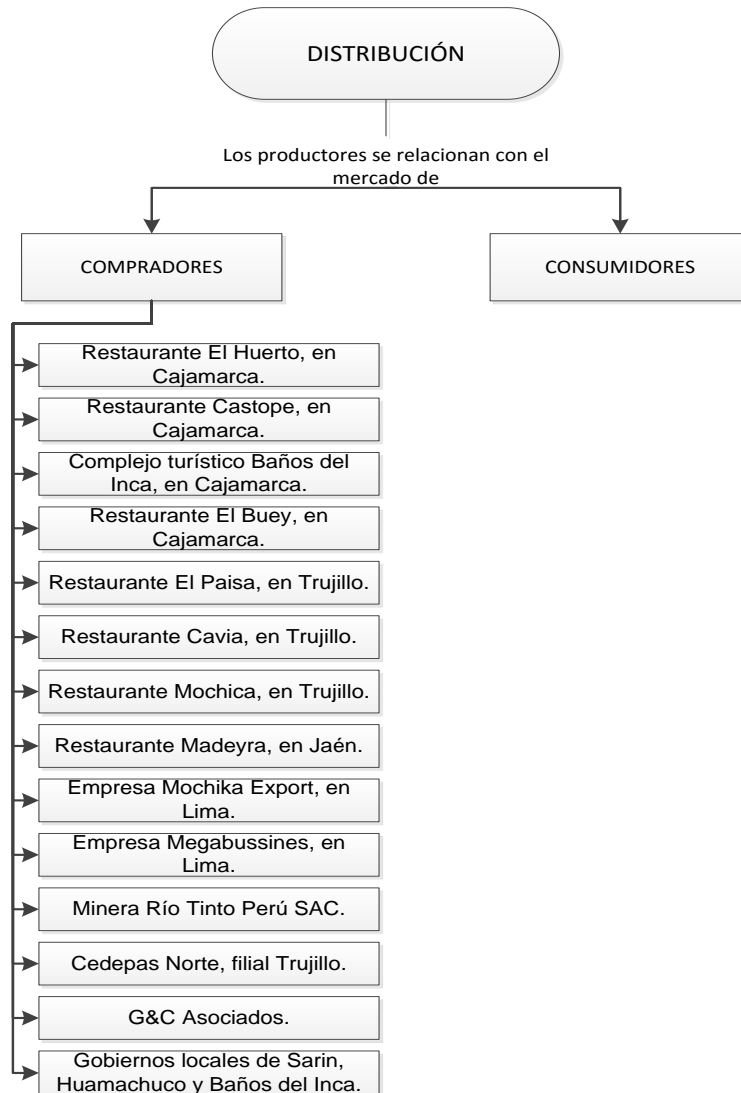 DISTRIBUCIÓN
Los productores se relacionan con el
mercado de
COMPRADORES
CONSUMIDORES
Restaurante El Huerto, en
Cajamarca.
Restaurante Castope, en
Cajamarca.
Complejo turístico Baños del
Inca, en Cajamarca.
Restaurante El Buey, en
Cajamarca.
Restaurante El Paisa, en Trujillo.
Restaurante Cavia, en Trujillo.
Restaurante Mochica, en Trujillo.
Restaurante Madeyra, en Jaén.
Empresa Mochika Export, en
Lima.
Empresa Megabussines, en
Lima.
Minera Río Tinto Perú SAC.
Cedepas Norte, filial Trujillo.
G&C Asociados.
Gobiernos locales de Sarin,
Huamachuco y Baños del Inca.